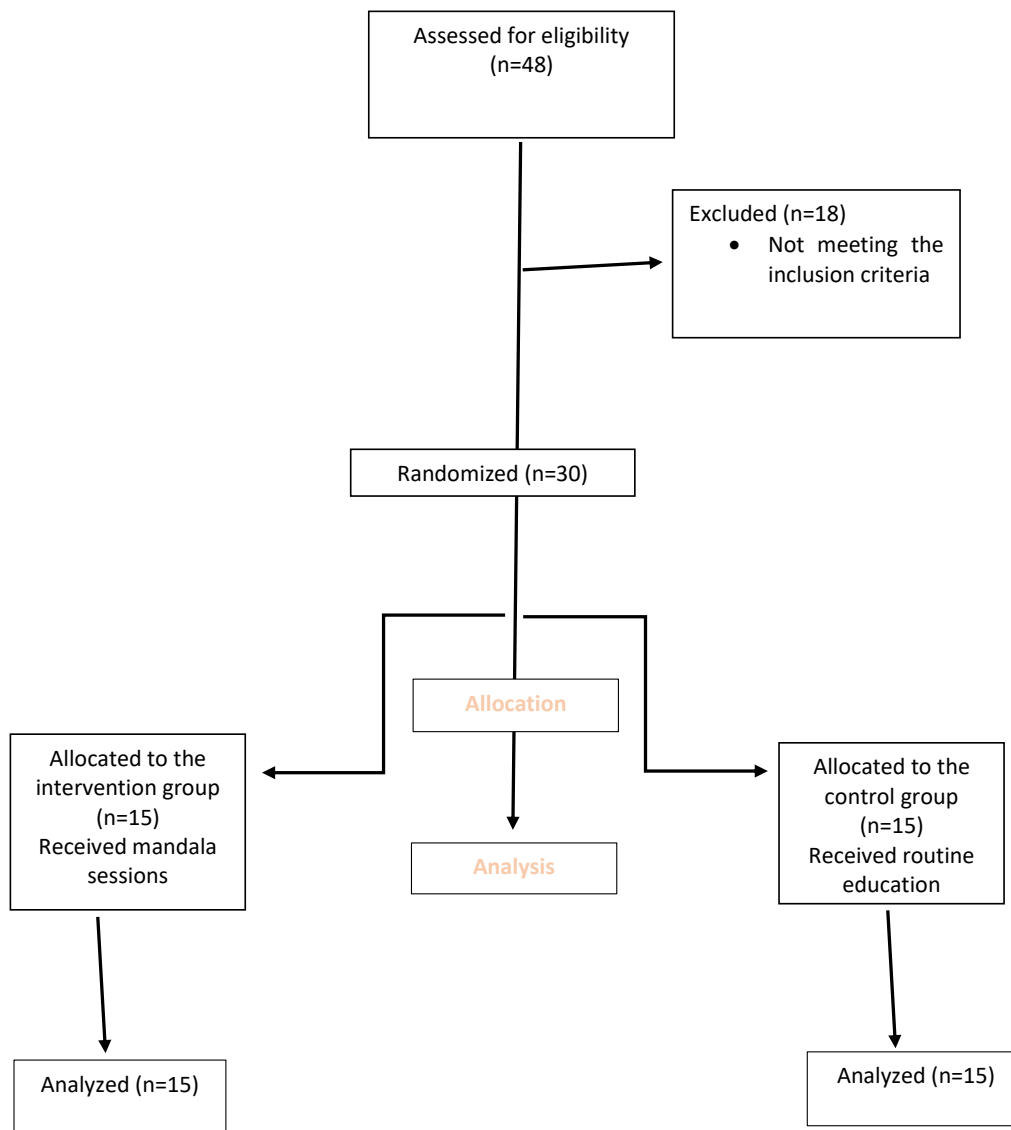 Assessed for eligibility
(n=48)
Excluded (n=18)
• Not meeting the
inclusion criteria
Randomized (n=30)
Allocation
Allocated to the
intervention group
(n=15)
Received mandala
sessions
Allocated to the
control group
(n=15)
Received routine
education
Analysis
Analyzed (n=15)
Analyzed (n=15)